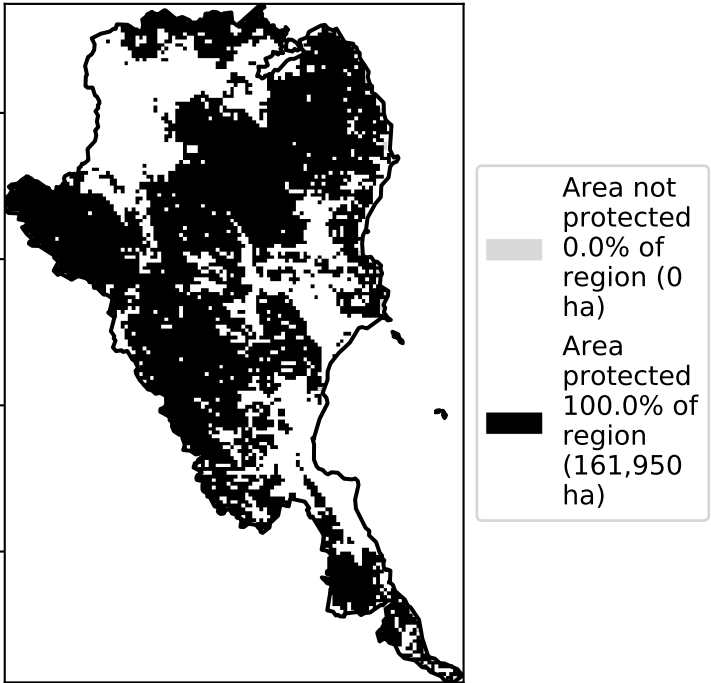 Area not
protected
0.0% of
region (0
ha)
Area
protected
100.0% of
region
(161,950
ha)